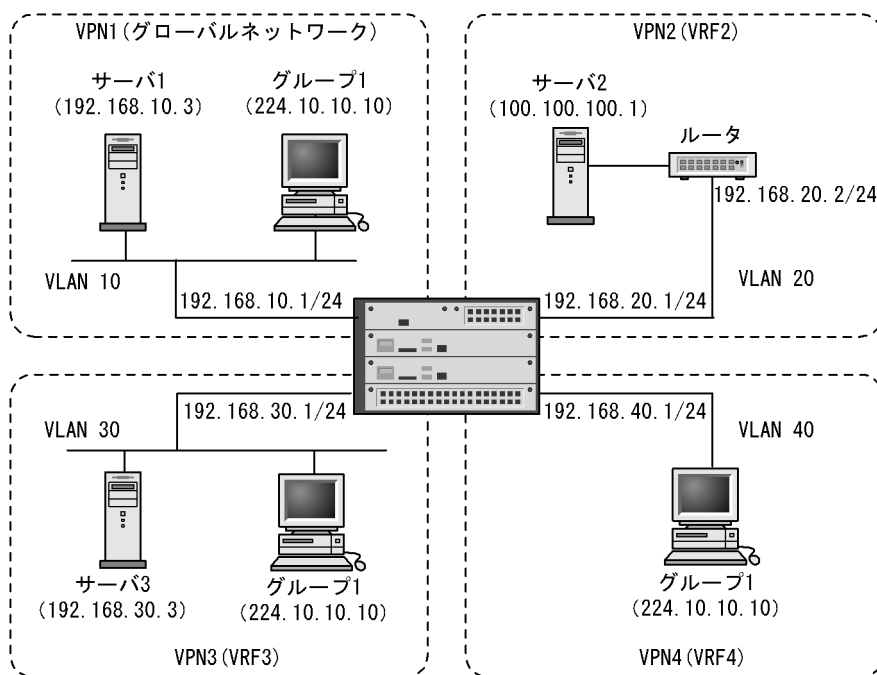 VPN1(グローバルネットワーク)
サーバ1
(192.168.10.3)
グループ1
(224.10.10.10)
VLAN 10
192.168.10.1/24
VPN2(VRF2)
サーバ2
(100.100.100.1)
ルータ
192.168.20.2/24
VLAN 20
192.168.20.1/24
192.168.30.1/24
VLAN 30
サーバ3
(192.168.30.3)
グループ1
(224.10.10.10)
VPN3(VRF3)
192.168.40.1/24
VLAN 40
グループ1
(224.10.10.10)
VPN4(VRF4)